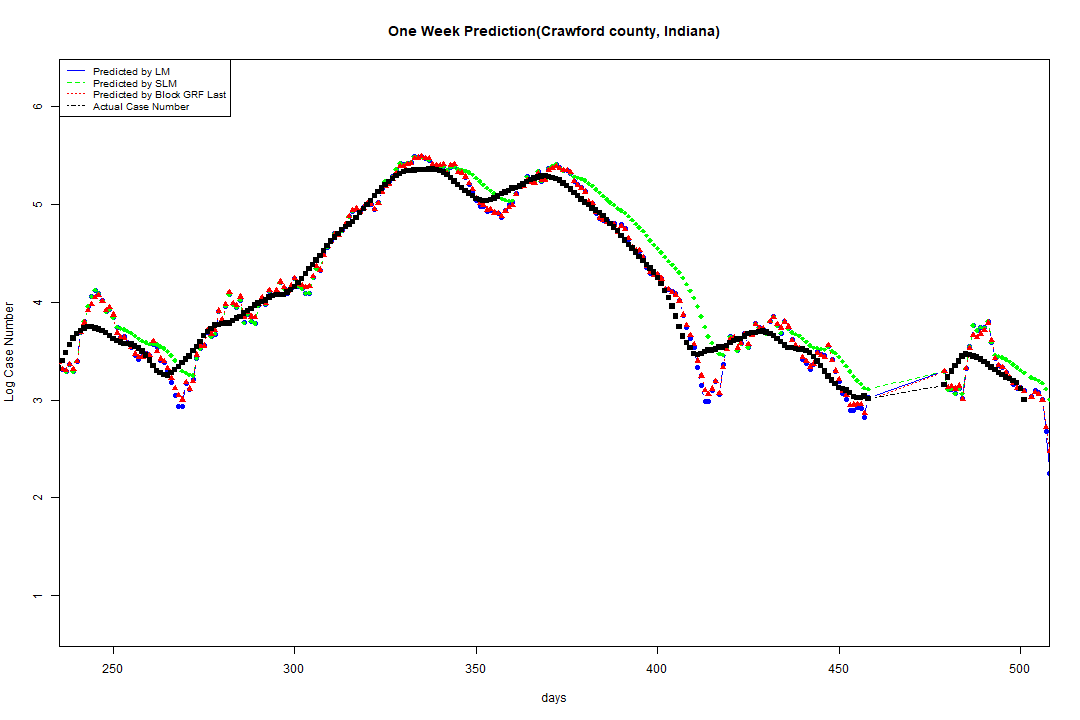 One Week Prediction(Crawford county, Indiana)
Predicted by LM
Predicted by SLM
Predicted by Block GRF Last
Actual Case Number
Log Case Number
6
5
4
3
2
1
250 300 350 400 450 500
days